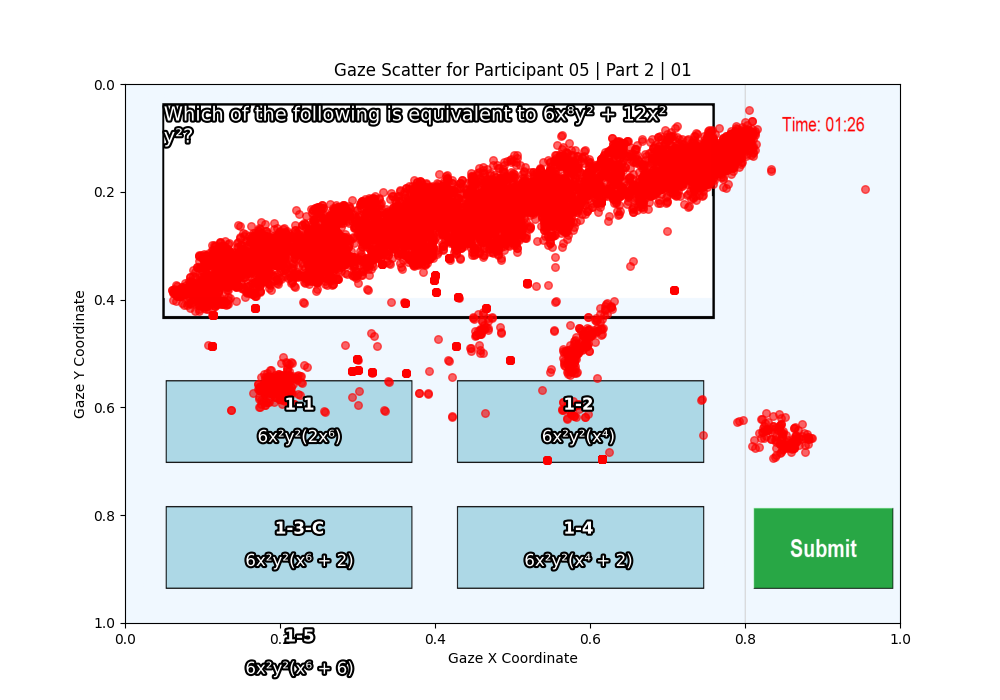 Gaze Scatter for Participant 05 | Part 2 | 01
Which of the following is equivalent to 6x⁸y² + 12x²
y²?
Time: 01:26
1-1
6x²y²(2x⁶)
1-2
6x²y²(x⁴)
1-3-C
6x²y²(x⁶ + 2)
1-4
6x²y²(x⁴ + 2)
Submit
1-5
6x²y²(x⁶ + 6)
Gaze Y Coordinate
0.0
0.2
0.4
0.6
0.8
1.0
0.0
0.2
0.4
0.6
0.8
1.0
Gaze X Coordinate